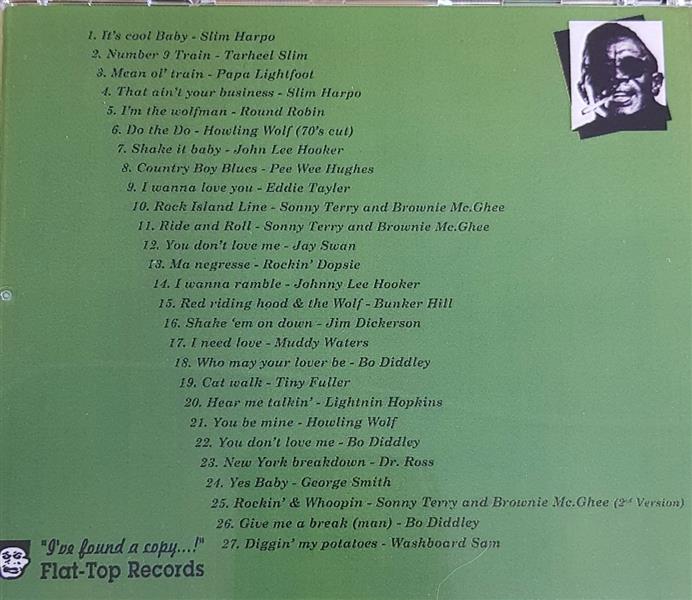 1. It's cool Baby - Slim Harpo
2. Number 9 Train - Tarheel Slim
3. Mean ol' train - Papa Lightfoot
4. That ain't your business - Slim Harpo
5. I'm the wolfman - Round Robin
6. Do the Do - Howling Wolf (70's cut)
7. Shake it baby - John Lee Hooker
8. Country Boy Blues - Pee Wee Hughes
9. I wanna love you - Eddie Tayler
10. Rock Island Line - Sonny Terry and Brownie Mc.Ghee
11. Ride and Roll - Sonny Terry and Brownie Mc.Ghee
12. You don't love me - Jay Swan
13. Ma negresse - Rockin' Dopsie
14. I wanna ramble - Johnny Lee Hooker
15. Red riding hood & the Wolf - Bunker Hill
16. Shake 'em on down - Jim Dickerson
17. I need love - Muddy Waters
18. Who may your lover be - Bo Diddley
19. Cat walk - Tiny Fuller
20. Hear me talkin' - Lightnin Hopkins
21. You be mine - Howling Wolf
22. You don't love me - Bo Diddley
23. New York breakdown - Dr. Ross
24. Yes Baby - George Smith
25. Rockin' & Whoopin - Sonny Terry and Brownie Mc.Ghee (2nd Version)
26. Give me a break (man) - Bo Diddley
27. Diggin' my potatoes - Washboard Sam
"I've found a copy...!"
Flat-Top Records